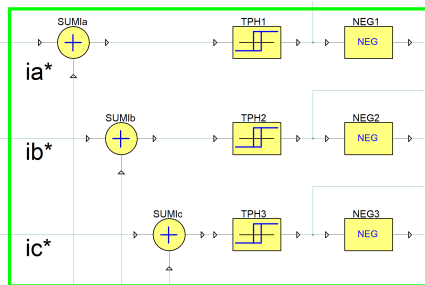 SUMIa TPH1 NEG1
NEG
ia*
SUMIb TPH2 NEG2
NEG
ib*
SUMIc TPH3 NEG3
NEG
ic*